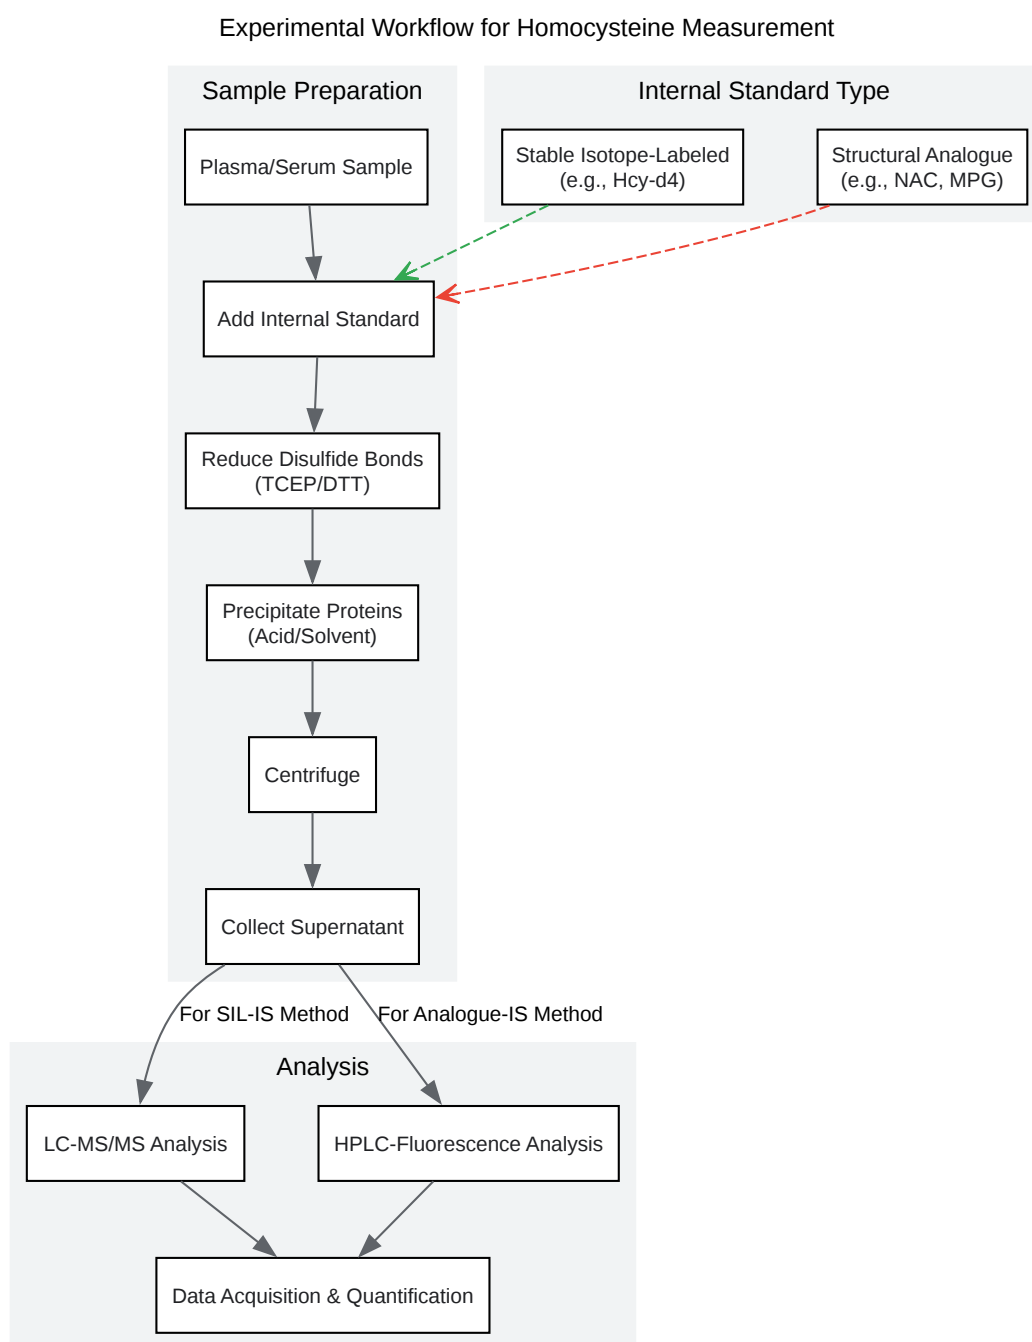 Experimental Workflow for Homocysteine Measurement
Sample Preparation
Internal Standard Type
Plasma/Serum Sample
Stable Isotope-Labeled
(e.g., Hcy-d4)
Structural Analogue
(e.g., NAC, MPG)
Add Internal Standard
Reduce Disulfide Bonds
(TCEP/DTT)
Precipitate Proteins
(Acid/Solvent)
Centrifuge
Collect Supernatant
For SIL-IS Method
For Analogue-IS Method
Analysis
LC-MS/MS Analysis
HPLC-Fluorescence Analysis
Data Acquisition & Quantification